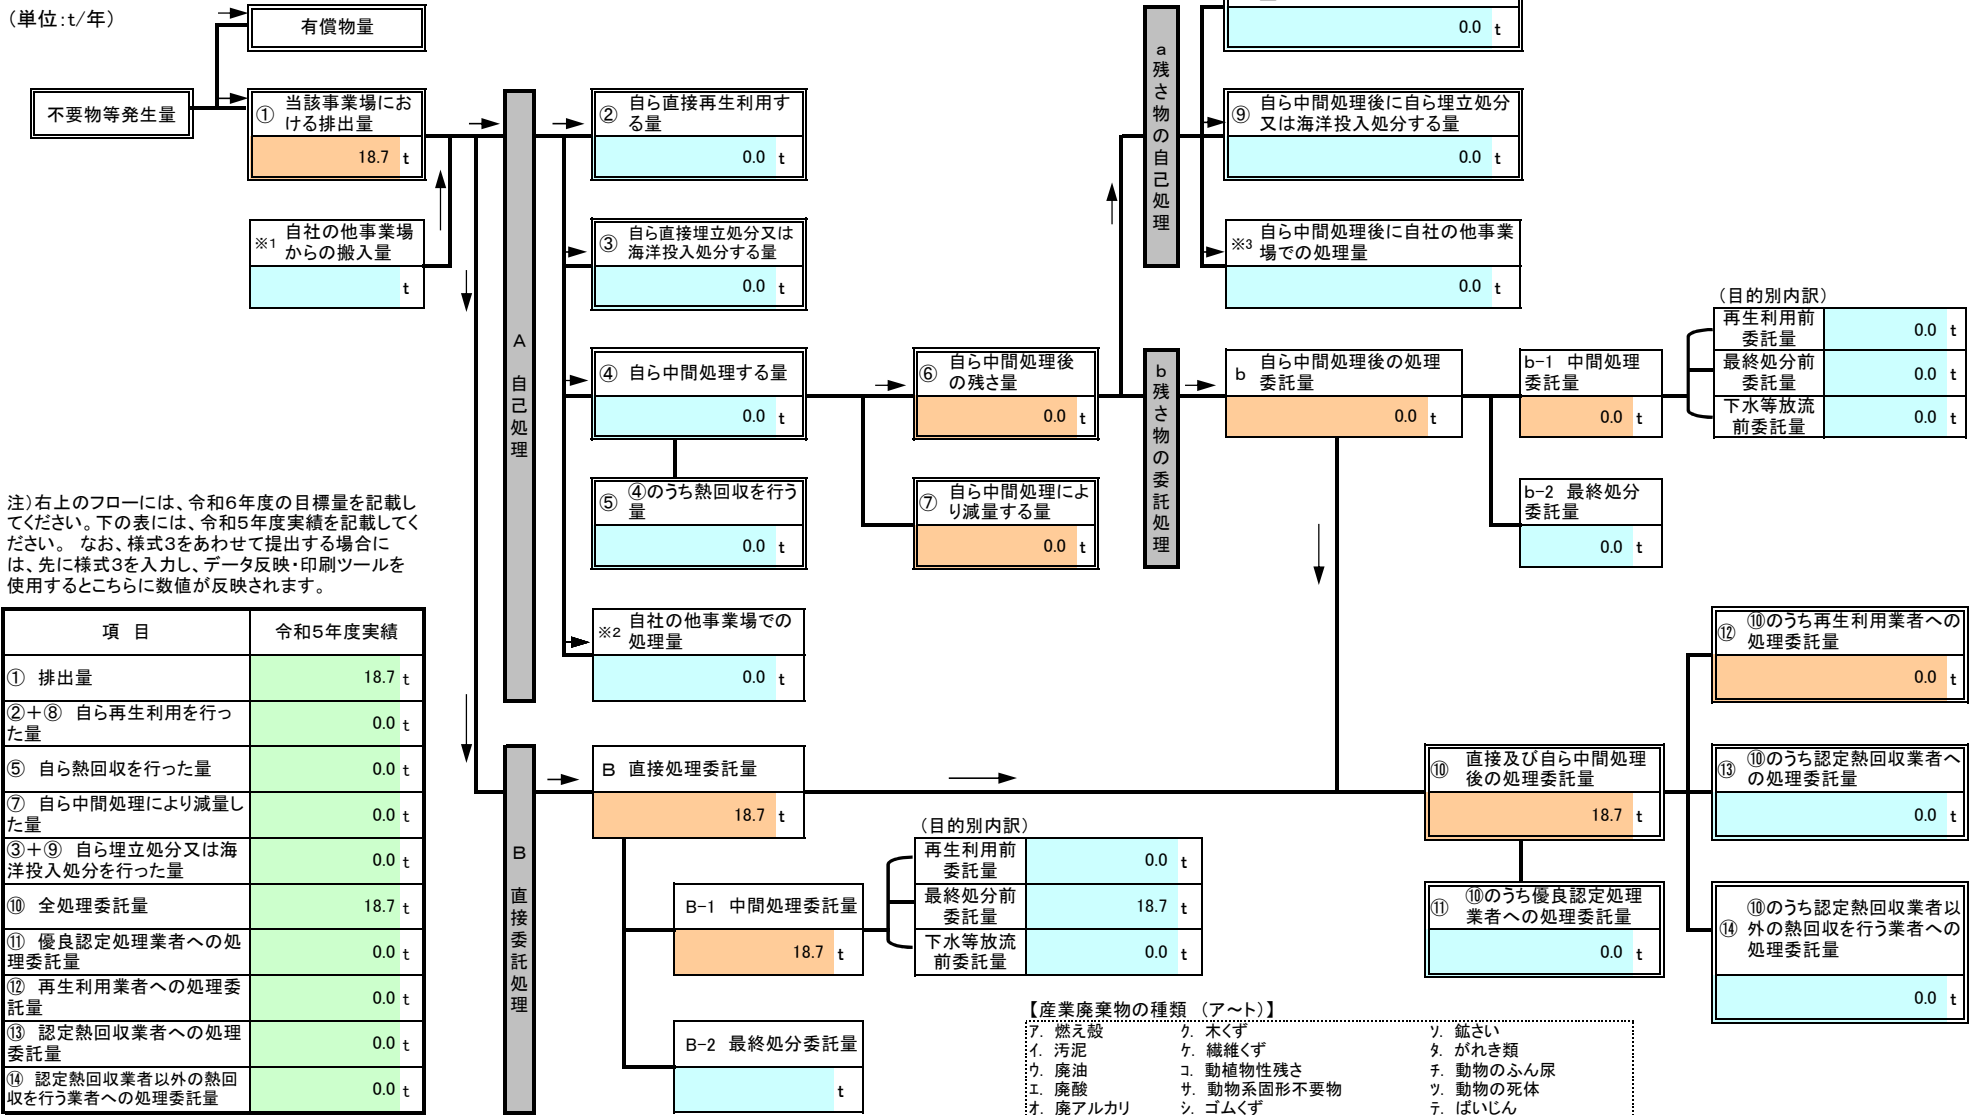 （単位:t/年）
有償物量
不要物等発生量
① 当該事業場にお
ける排出量
18.7 t
※1 自社の他事業場
からの搬入量
t
A 自己処理
② 自ら直接再生利用す
る量
0.0 t
③ 自ら直接埋立処分又は
海洋投入処分する量
0.0 t
④ 自ら中間処理する量
0.0 t
⑤ ④のうち熱回収を行う
量
0.0 t
※2 自社の他事業場での
処理量
0.0 t
⑥ 自ら中間処理後
の残さ量
0.0 t
⑦ 自ら中間処理によ
り減量する量
0.0 t
a 残さ物の自己処理
0.0 t
⑨ 自ら中間処理後に自ら埋立処分
又は海洋投入処分する量
0.0 t
※3 自ら中間処理後に自社の他事業
場での処理量
0.0 t
b 残さ物の委託処理
b 自ら中間処理後の処理
委託量
0.0 t
b-1 中間処理
委託量
0.0 t
b-2 最終処分
委託量
0.0 t
（目的別内訳）
再生利用前
委託量
0.0 t
最終処分前
委託量
0.0 t
下水等放流
前委託量
0.0 t
注）右上のフローには、令和6年度の目標量を記載し
てください。下の表には、令和5年度実績を記載してく
ださい。 なお、様式3をあわせて提出する場合に
は、先に様式3を入力し、データ反映・印刷ツールを
使用するとこちらに数値が反映されます。
項 目 令和5年度実績
① 排出量 18.7 t
②＋⑧ 自ら再生利用を行っ
た量 0.0 t
⑤ 自ら熱回収を行った量 0.0 t
⑦ 自ら中間処理により減量し
た量 0.0 t
③＋⑨ 自ら埋立処分又は海
洋投入処分を行った量 0.0 t
⑩ 全処理委託量 18.7 t
⑪ 優良認定処理業者への処
理委託量 0.0 t
⑫ 再生利用業者への処理委
託量 0.0 t
⑬ 認定熱回収業者への処理
委託量 0.0 t
⑭ 認定熱回収業者以外の熱回
収を行う業者への処理委託量 0.0 t
B 直接委託処理
B 直接処理委託量
18.7 t
B-1 中間処理委託量
18.7 t
B-2 最終処分委託量
t
（目的別内訳）
再生利用前
委託量
0.0 t
最終処分前
委託量
18.7 t
下水等放流
前委託量
0.0 t
⑩ 直接及び自ら中間処理
後の処理委託量
18.7 t
⑪ ⑩のうち優良認定処理
業者への処理委託量
0.0 t
⑫ ⑩のうち再生利用業者への
処理委託量
0.0 t
⑬ ⑩のうち認定熱回収業者へ
の処理委託量
0.0 t
⑭ ⑩のうち認定熱回収業者以
外の熱回収を行う業者への
処理委託量
0.0 t
【産業廃棄物の種類 （ア～ト）】
ア. 燃え殻 ク. 木くず ソ. 鉱さい
イ. 汚泥 ケ. 繊維くず タ. がれき類
ウ. 廃油 コ. 動植物性残さ チ. 動物のふん尿
エ. 廃酸 サ. 動物系固形不要物 ツ. 動物の死体
オ. 廃アルカリ シ. ゴムくず テ. ばいじん